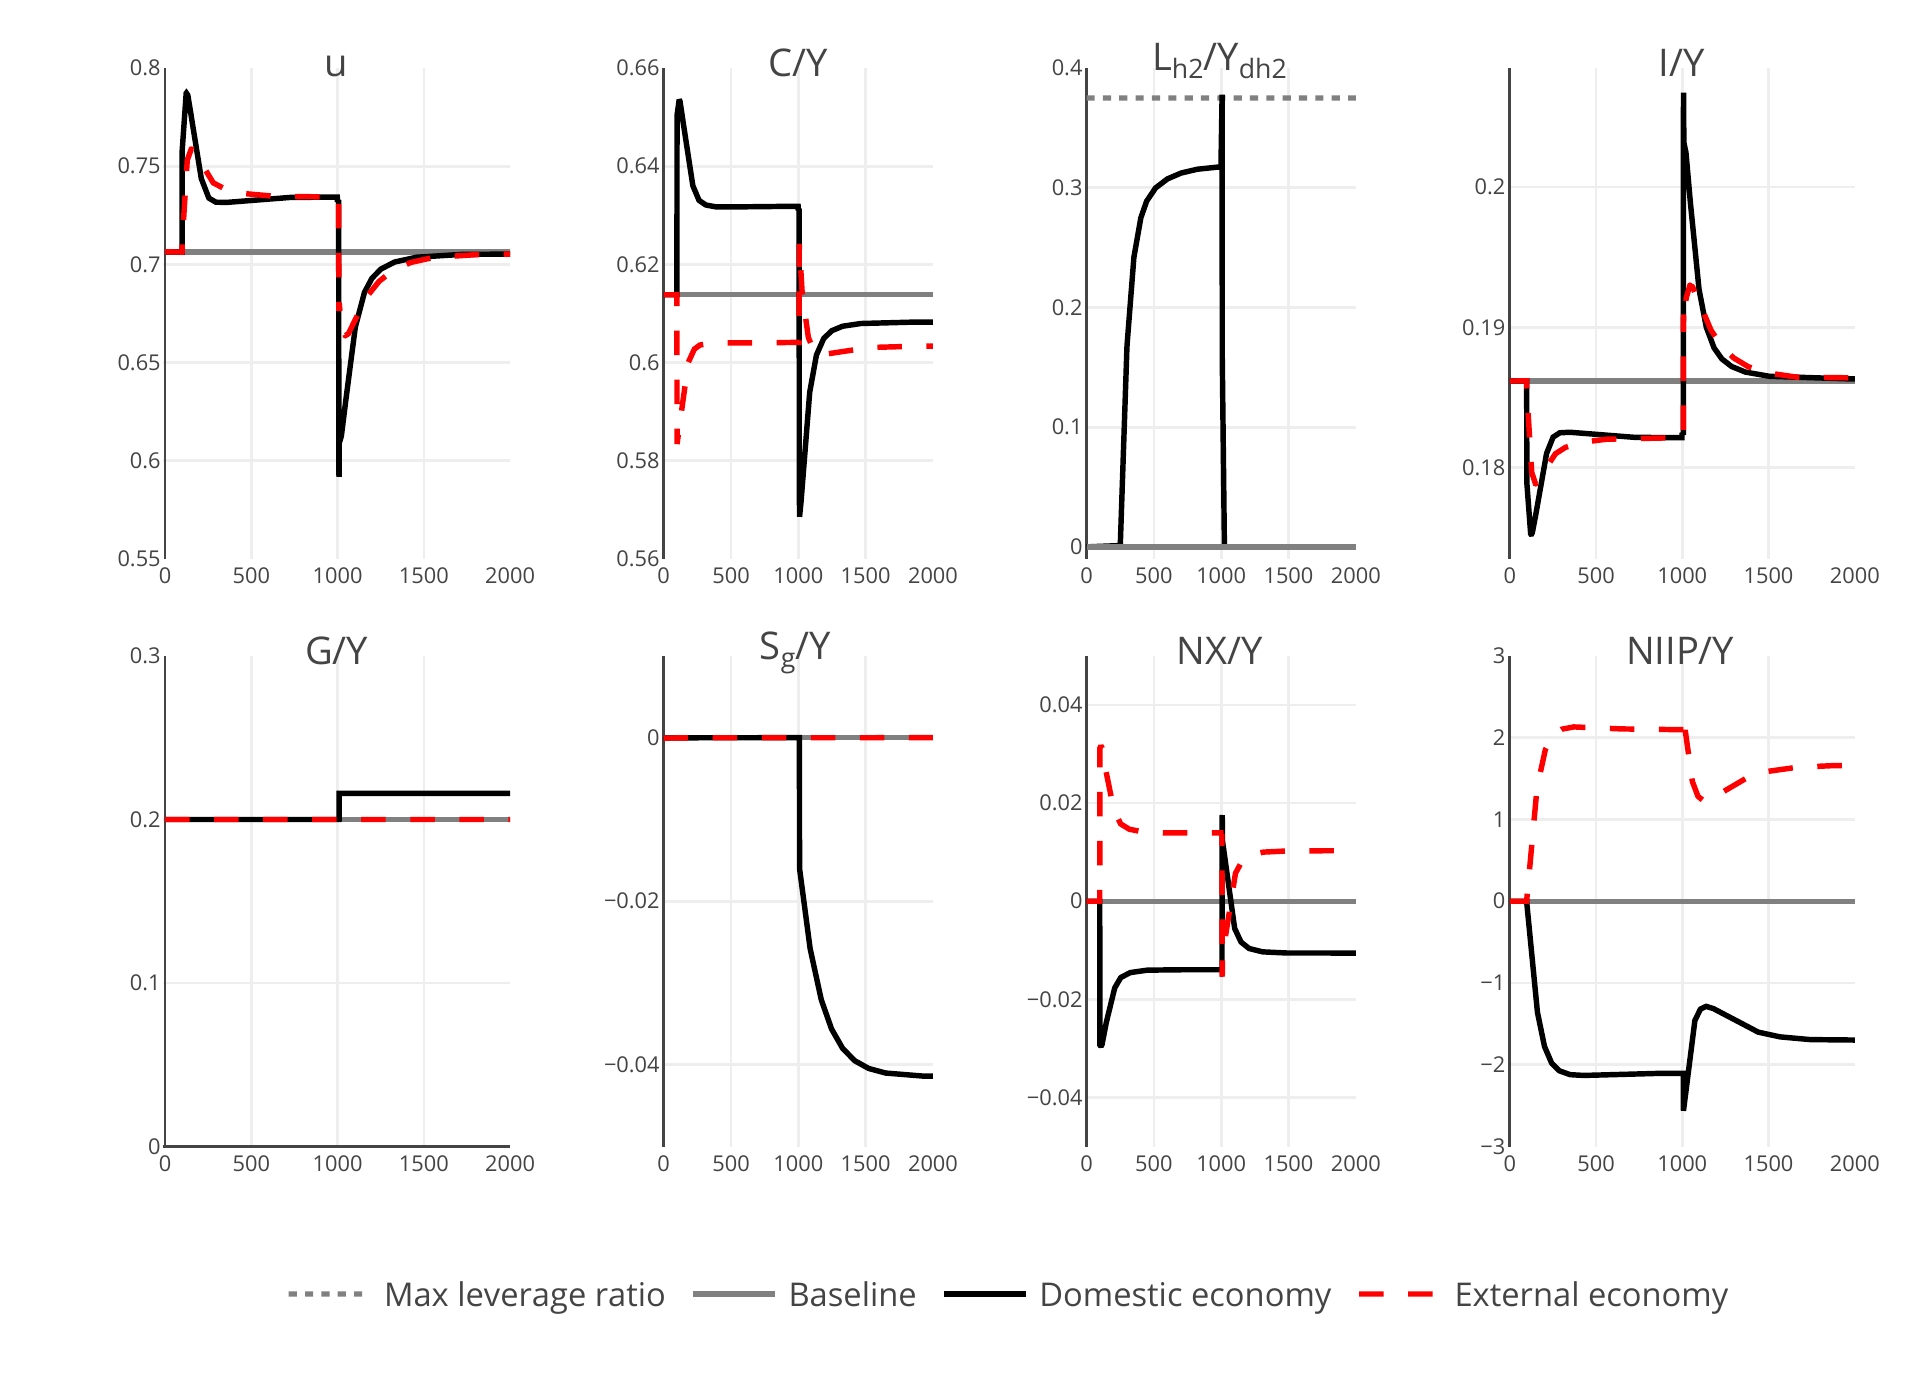 u
0.8
0.75
0.7
0.65
0.6
0.55
0 500 1000 1500 2000
C/Y
0.66
0.64
0.62
0.6
0.58
0.56
0 500 1000 1500 2000
Lh2/Ydh2
0.4
0.3
0.2
0.1
0
0 500 1000 1500 2000
I/Y
0.2
0.19
0.18
0 500 1000 1500 2000
G/Y
0.3
0.2
0.1
0
0 500 1000 1500 2000
Sg/Y
0
−0.02
−0.04
0 500 1000 1500 2000
NX/Y
0.04
0.02
0
−0.02
−0.04
0 500 1000 1500 2000
NIIP/Y
3
2
1
0
−1
−2
−3
0 500 1000 1500 2000
Max leverage ratio Baseline Domestic economy External economy